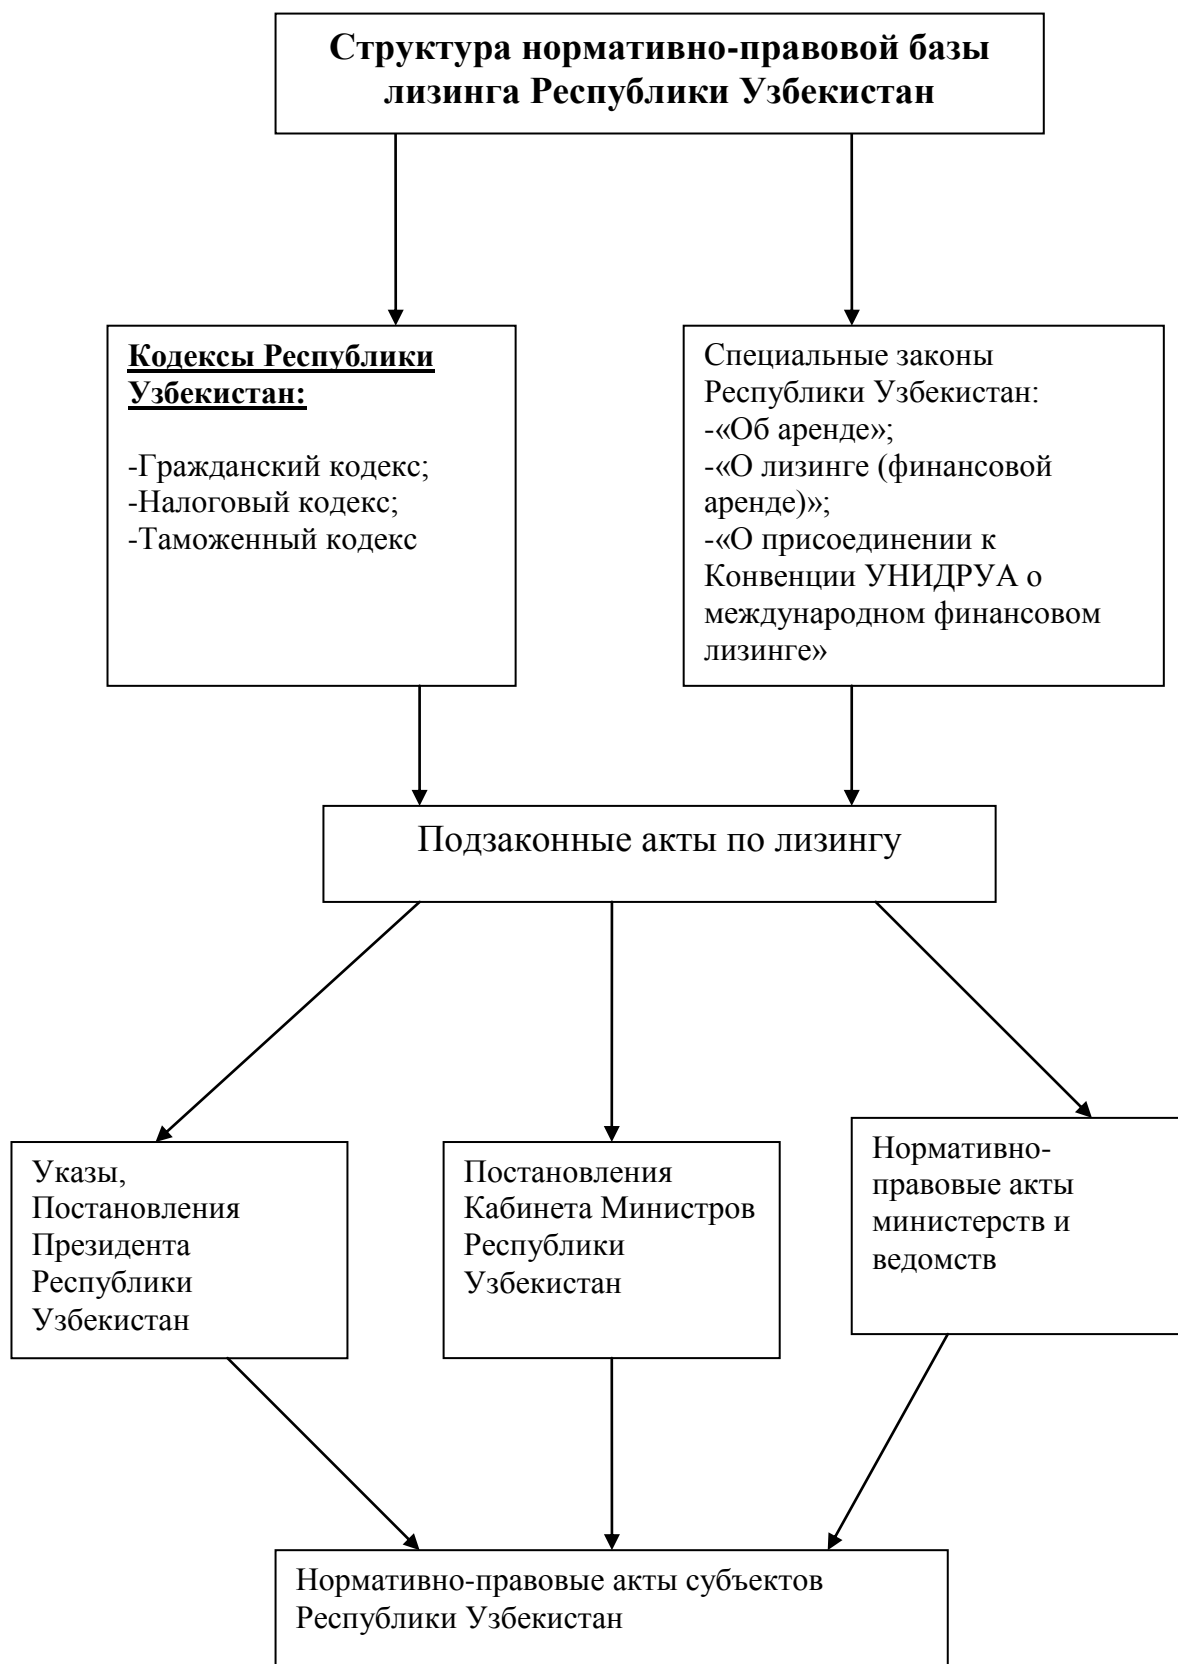 Структура нормативно-правовой базы
лизинга Республики Узбекистан
Кодексы Республики
Узбекистан:
-Гражданский кодекс;
-Налоговый кодекс;
-Таможенный кодекс
Специальные законы
Республики Узбекистан:
-«Об аренде»;
-«О лизинге (финансовой
аренде)»;
-«О присоединении к
Конвенции УНИДРУА о
международном финансовом
лизинге»
Подзаконные акты по лизингу
Указы,
Постановления
Президента
Республики
Узбекистан
Постановления
Кабинета Министров
Республики
Узбекистан
Нормативно-
правовые акты
министерств и
ведомств
Нормативно-правовые акты субъектов
Республики Узбекистан